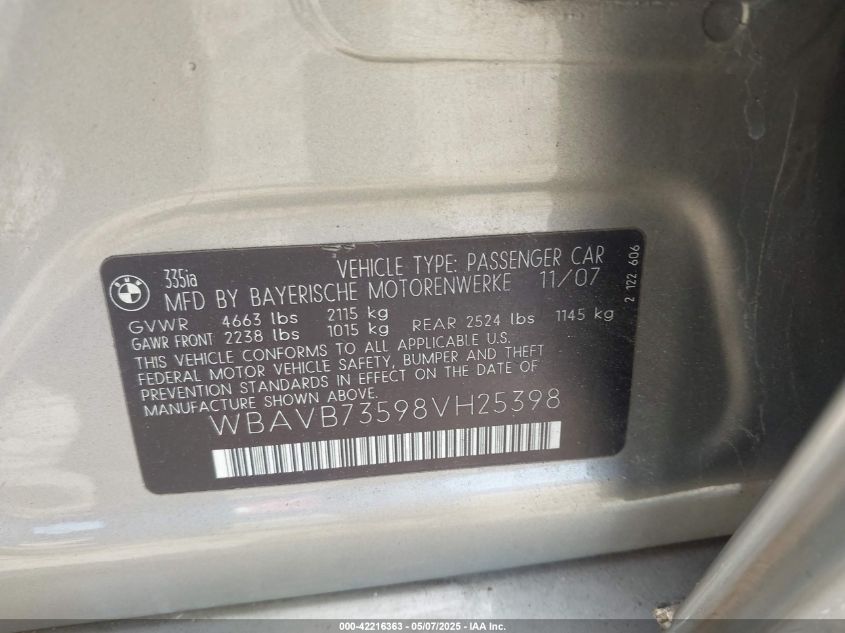 BMW
335ia
VEHICLE TYPE: PASSENGER CAR
MFD BY BAYERISCHE MOTORENWERKE 11/07
GVWR 4663 lbs 2115 kg
GAWR FRONT 2238 lbs 1015 kg REAR 2524 lbs 1145 kg
THIS VEHICLE CONFORMS TO ALL APPLICABLE U.S.
FEDERAL MOTOR VEHICLE SAFETY, BUMPER AND THEFT
PREVENTION STANDARDS IN EFFECT ON THE DATE OF
MANUFACTURE SHOWN ABOVE.
WBAVB73598VH25398
2 122 606
000-42216363 - 05/07/2025 - IAA Inc.